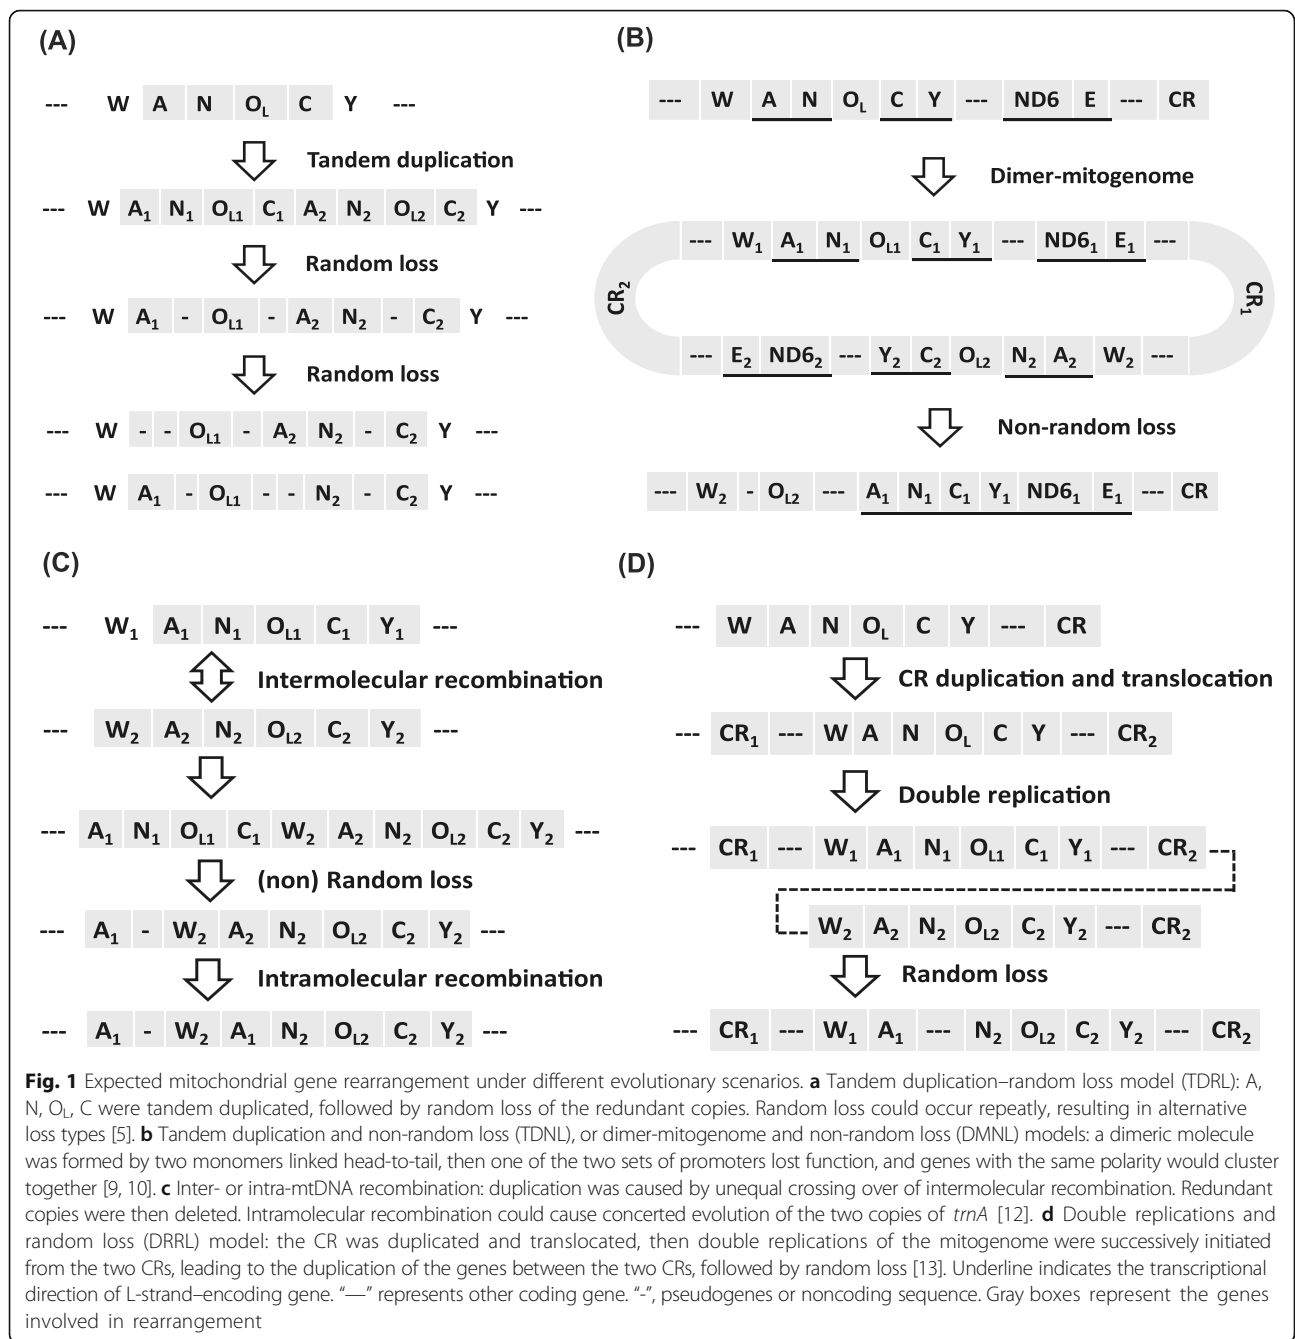 (A)
--- W A N OL C Y ---
Tandem duplication
--- W A1 N1 OL1 C1 A2 N2 OL2 C2 Y ---
Random loss
--- W A1 - OL1 - A2 N2 - C2 Y ---
Random loss
--- W - - OL1 - A2 N2 - C2 Y ---
--- W A1 - OL1 - - N2 - C2 Y ---
(B)
--- W A N OL C Y --- ND6 E --- CR
Dimer-mitogenome
--- W1 A1 N1 OL1 C1 Y1 --- ND61 E1 ---
CR2
CR1
--- E2 ND62 --- Y2 C2 OL2 N2 A2 W2 ---
Non-random loss
--- W2 - OL2 --- A1 N1 C1 Y1 ND61 E1 --- CR
(C)
--- W1 A1 N1 OL1 C1 Y1 ---
Intermolecular recombination
--- W2 A2 N2 OL2 C2 Y2 ---
--- A1 N1 OL1 C1 W2 A2 N2 OL2 C2 Y2 ---
(non) Random loss
--- A1 - W2 A2 N2 OL2 C2 Y2 ---
Intramolecular recombination
--- A1 - W2 A1 N2 OL2 C2 Y2 ---
(D)
--- W A N OL C Y --- CR
CR duplication and translocation
--- CR1 --- W A N OL C Y --- CR2
Double replication
--- CR1 --- W1 A1 N1 OL1 C1 Y1 --- CR2
W2 A2 N2 OL2 C2 Y2 --- CR2
Random loss
--- CR1 --- W1 A1 --- N2 OL2 C2 Y2 --- CR2
Fig. 1 Expected mitochondrial gene rearrangement under different evolutionary scenarios. a Tandem duplication–random loss model (TDRL): A,
N, OL, C were tandem duplicated, followed by random loss of the redundant copies. Random loss could occur repeatly, resulting in alternative
loss types [5]. b Tandem duplication and non-random loss (TDNL), or dimer-mitogenome and non-random loss (DMNL) models: a dimeric molecule
was formed by two monomers linked head-to-tail, then one of the two sets of promoters lost function, and genes with the same polarity would cluster
together [9, 10]. c Inter- or intra-mtDNA recombination: duplication was caused by unequal crossing over of intermolecular recombination. Redundant
copies were then deleted. Intramolecular recombination could cause concerted evolution of the two copies of trnA [12]. d Double replications and
random loss (DRRL) model: the CR was duplicated and translocated, then double replications of the mitogenome were successively initiated
from the two CRs, leading to the duplication of the genes between the two CRs, followed by random loss [13]. Underline indicates the transcriptional
direction of L-strand–encoding gene. “—” represents other coding gene. “-”, pseudogenes or noncoding sequence. Gray boxes represent the genes
involved in rearrangement